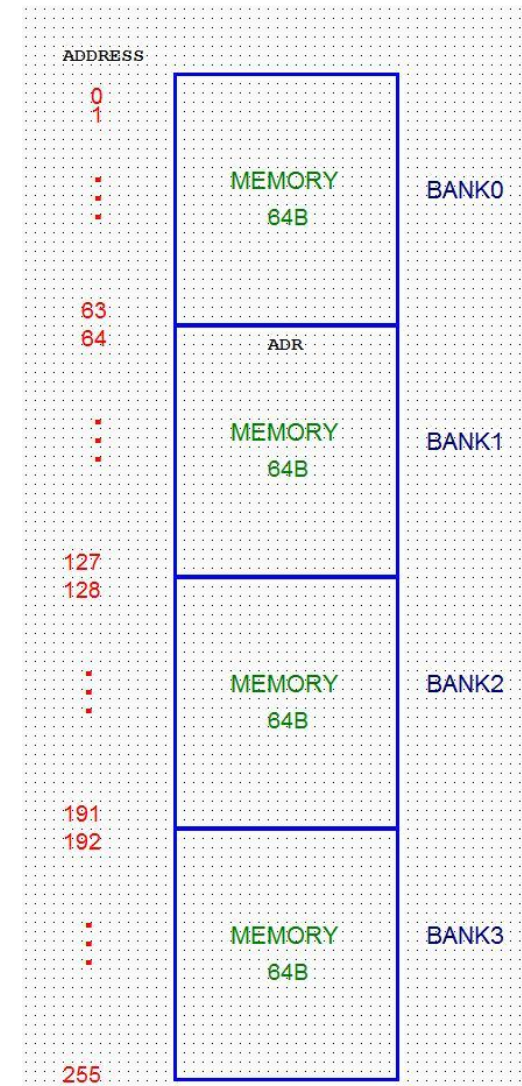 ADDRESS
0
1
MEMORY
64B
BANK0
63
64
ADR
MEMORY
64B
BANK1
127
128
MEMORY
64B
BANK2
191
192
MEMORY
64B
BANK3
255